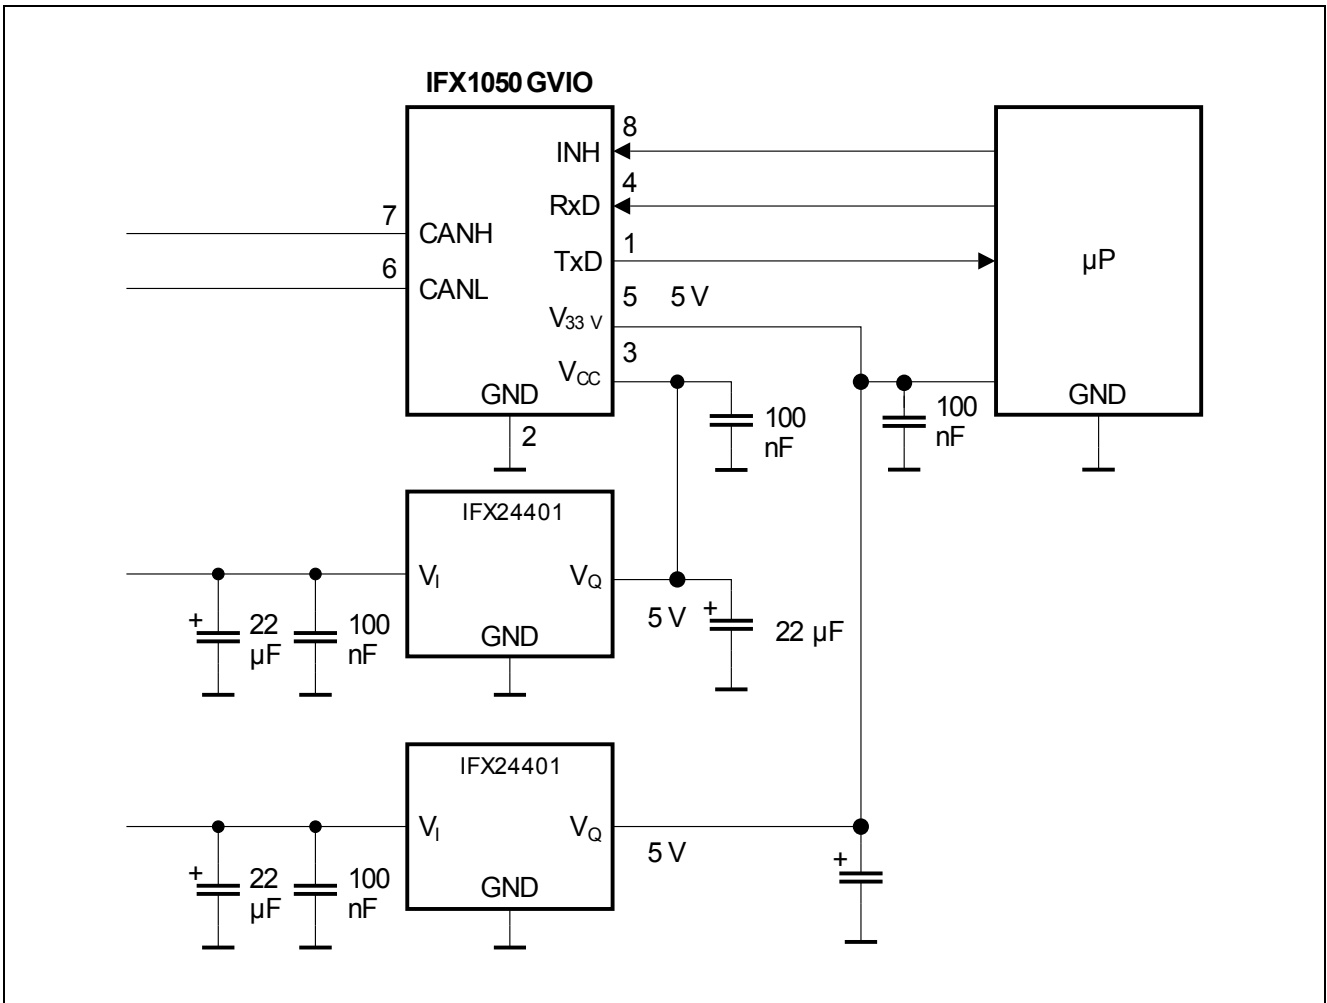 IFX1050 GVIO
8
INH
4
RxD
7
CANH
1
TxD
µP
6
CANL
5 5 V
V33 V
3
VCC
GND
GND
100
nF
100
nF
2
IFX24401
VI
VQ
5 V
+
22 µF
+
22
µF
100
nF
GND
IFX24401
VI
VQ
5 V
+
+
22
µF
100
nF
GND